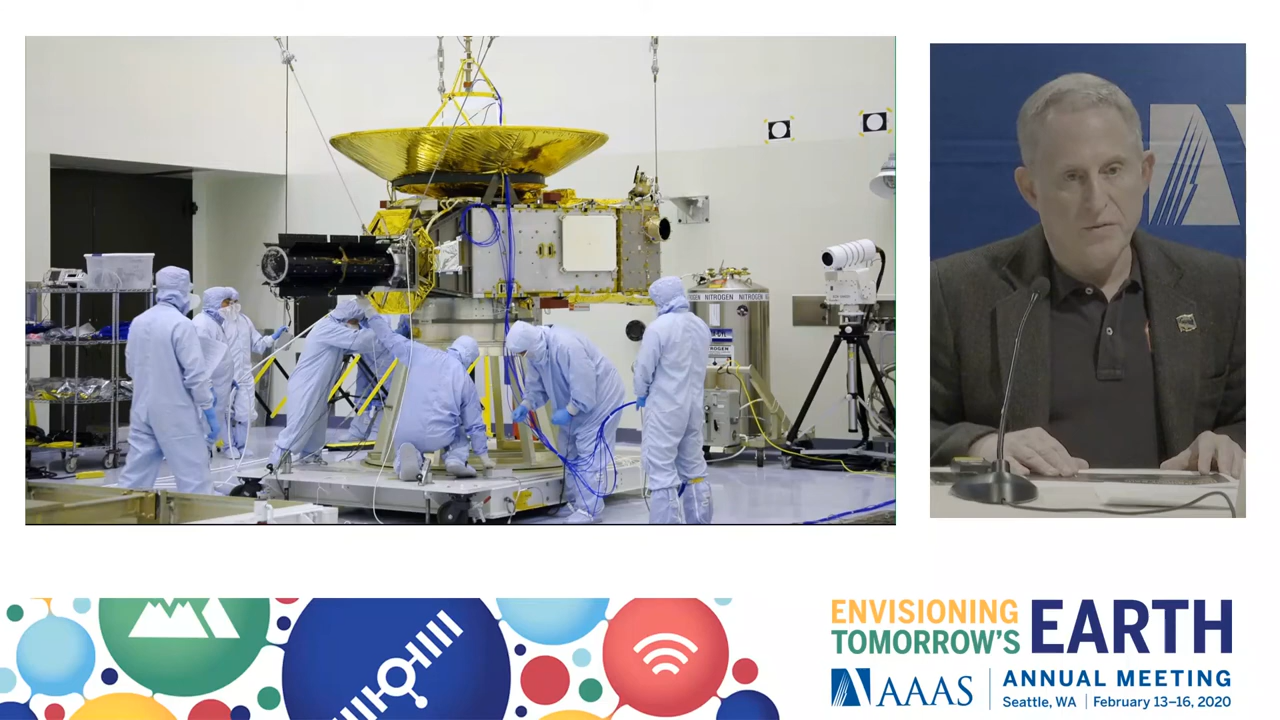 NITROGEN
NITROGEN
ENVISIONING
TOMORROW'S
EARTH
AAAS
ANNUAL MEETING
Seattle, WA
February 13–16, 2020